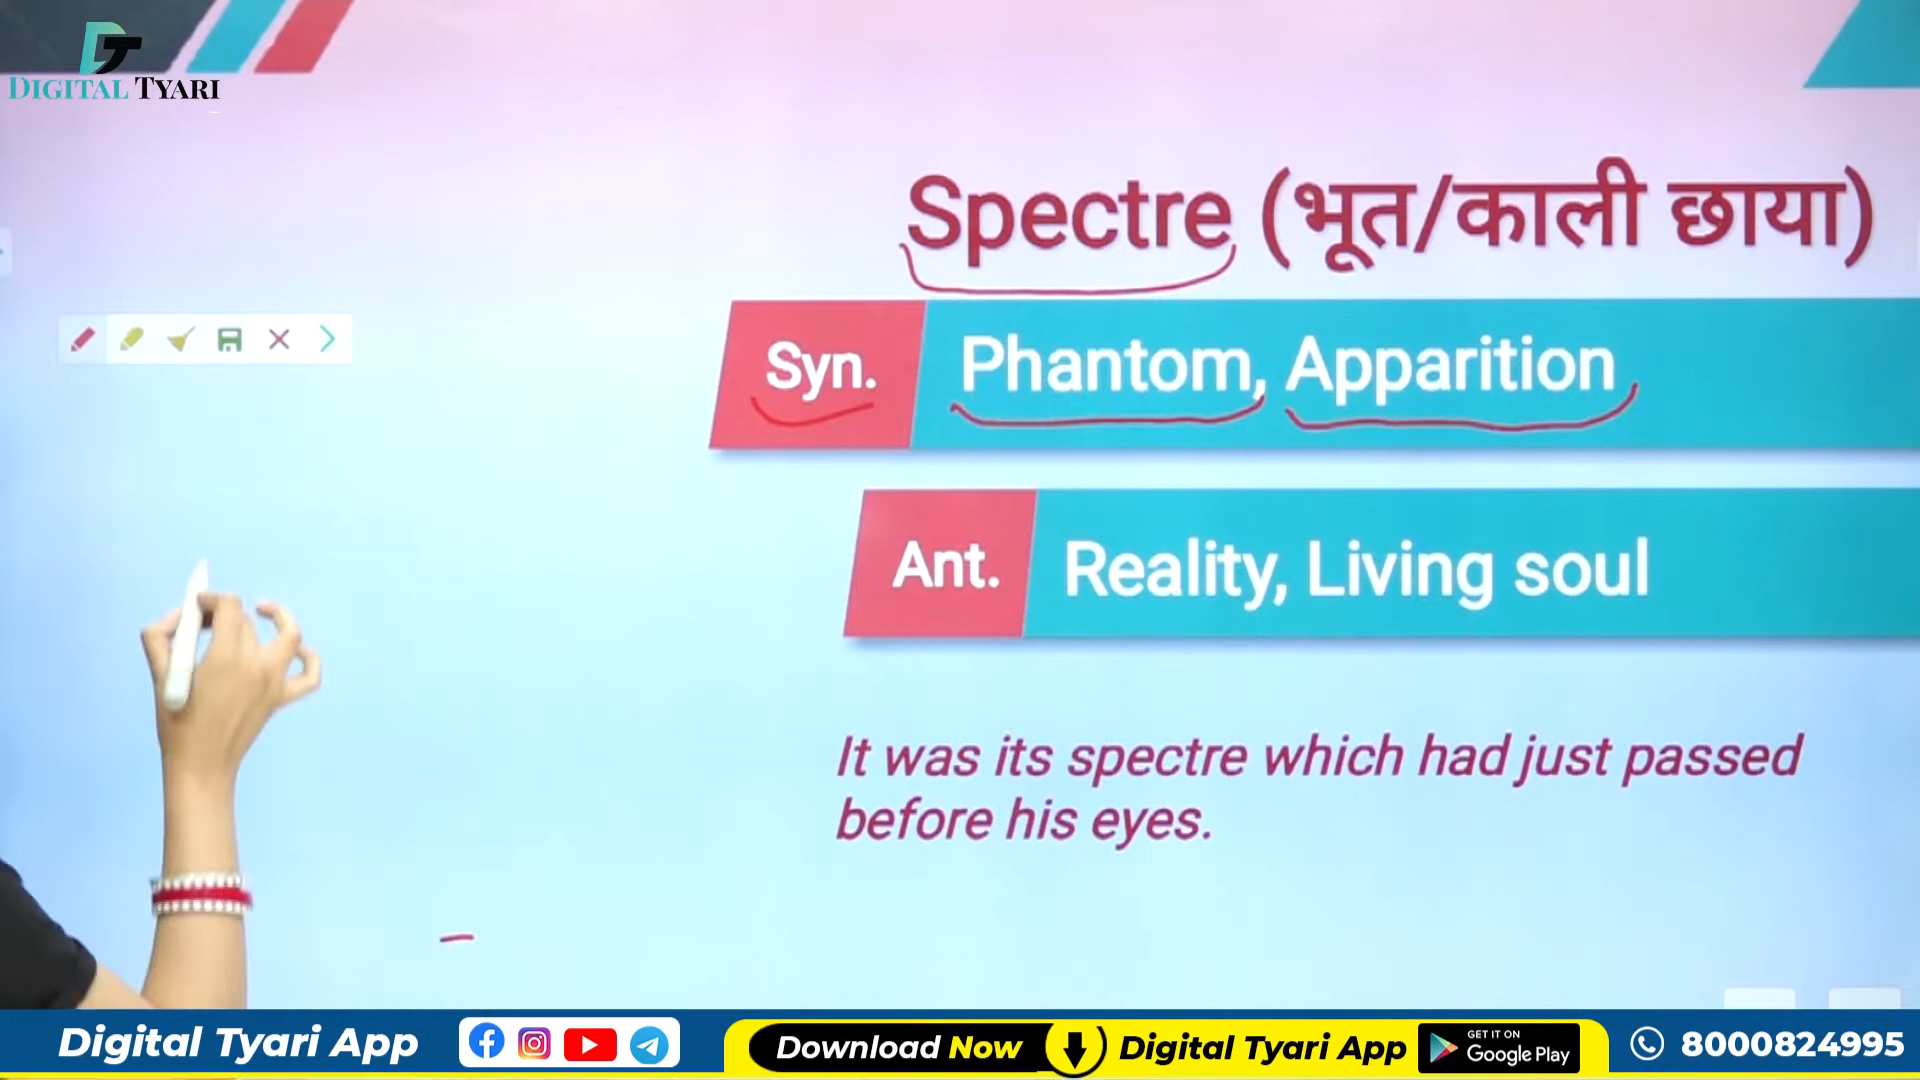 DT
DIGITAL TYARI
Spectre (भूत/काली छाया)
Syn. Phantom, Apparition
Ant. Reality, Living soul
It was its spectre which had just passed
before his eyes.
Digital Tyari App
Download Now
Digital Tyari App
GET IT ON
Google Play
8000824995